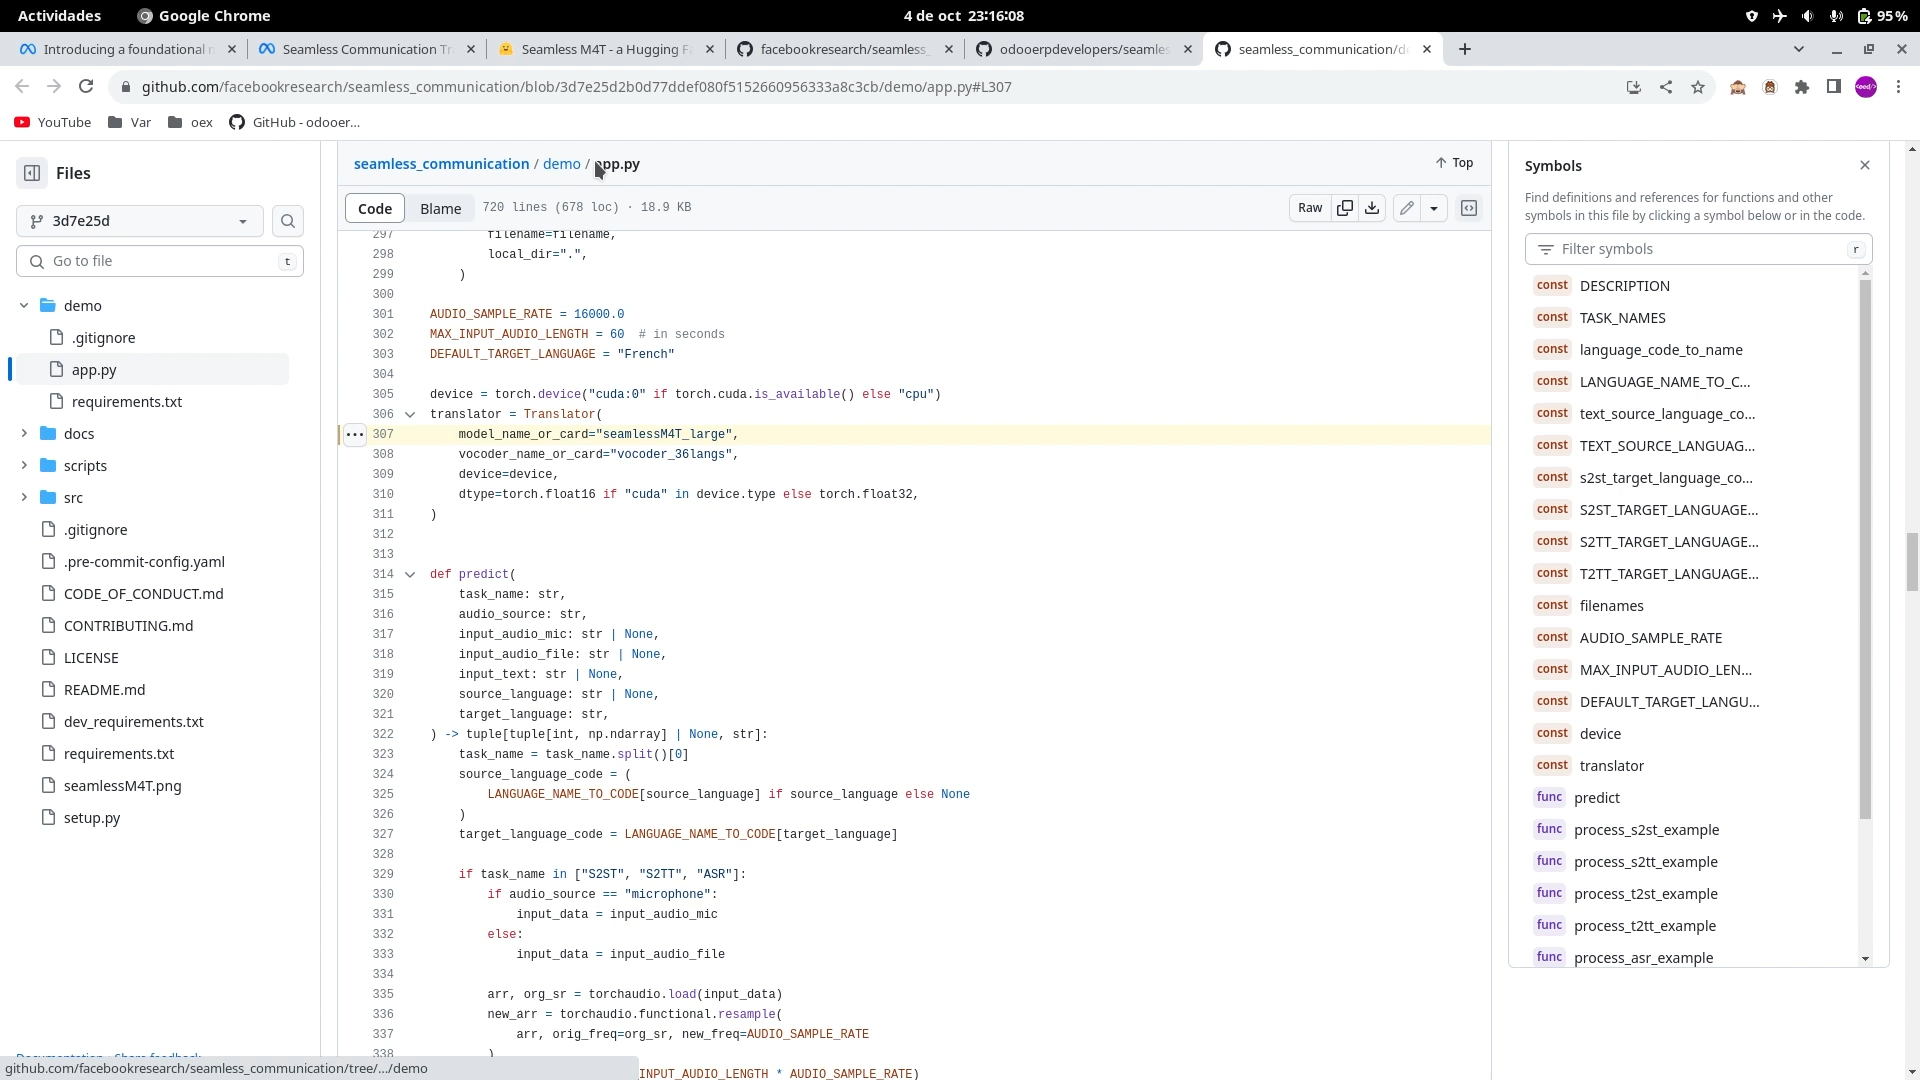 Actividades
Google Chrome
4 de oct 23:16:08
95 %
Introducing a foundational
Seamless Communication Tr
Seamless M4T - a Hugging F
facebookresearch/seamless_
odooerpdevelopers/seamles
seamless_communication/de
github.com/facebookresearch/seamless_communication/blob/3d7e25d2b0d77ddef080f5152660956333a8c3cb/demo/app.py#L307
YouTube
Var
oex
GitHub - odooer...
Files
3d7e25d
Go to file
t
demo
.gitignore
app.py
requirements.txt
docs
scripts
src
.gitignore
.pre-commit-config.yaml
CODE_OF_CONDUCT.md
CONTRIBUTING.md
LICENSE
README.md
dev_requirements.txt
requirements.txt
seamlessM4T.png
setup.py
Documentation · Share feedback
github.com/facebookresearch/seamless_communication/tree/.../demo
seamless_communication / demo / app.py
Top
Code
Blame
720 lines (678 loc) · 18.9 KB
Raw
297 filename=filename,
298 local_dir=".",
299 )
300
301 AUDIO_SAMPLE_RATE = 16000.0
302 MAX_INPUT_AUDIO_LENGTH = 60 # in seconds
303 DEFAULT_TARGET_LANGUAGE = "French"
304
305 device = torch.device("cuda:0" if torch.cuda.is_available() else "cpu")
306 translator = Translator(
307 model_name_or_card="seamlessM4T_large",
308 vocoder_name_or_card="vocoder_36langs",
309 device=device,
310 dtype=torch.float16 if "cuda" in device.type else torch.float32,
311 )
312
313
314 def predict(
315 task_name: str,
316 audio_source: str,
317 input_audio_mic: str | None,
318 input_audio_file: str | None,
319 input_text: str | None,
320 source_language: str | None,
321 target_language: str,
322 ) -> tuple[tuple[int, np.ndarray] | None, str]:
323 task_name = task_name.split()[0]
324 source_language_code = (
325 LANGUAGE_NAME_TO_CODE[source_language] if source_language else None
326 )
327 target_language_code = LANGUAGE_NAME_TO_CODE[target_language]
328
329 if task_name in ["S2ST", "S2TT", "ASR"]:
330 if audio_source == "microphone":
331 input_data = input_audio_mic
332 else:
333 input_data = input_audio_file
334
335 arr, org_sr = torchaudio.load(input_data)
336 new_arr = torchaudio.functional.resample(
337 arr, orig_freq=org_sr, new_freq=AUDIO_SAMPLE_RATE
338 )
INPUT_AUDIO_LENGTH * AUDIO_SAMPLE_RATE)
Symbols
Find definitions and references for functions and other
symbols in this file by clicking a symbol below or in the code.
Filter symbols
r
const DESCRIPTION
const TASK_NAMES
const language_code_to_name
const LANGUAGE_NAME_TO_C...
const text_source_language_co...
const TEXT_SOURCE_LANGUAG...
const s2st_target_language_co...
const S2ST_TARGET_LANGUAGE...
const S2TT_TARGET_LANGUAGE...
const T2TT_TARGET_LANGUAGE...
const filenames
const AUDIO_SAMPLE_RATE
const MAX_INPUT_AUDIO_LEN...
const DEFAULT_TARGET_LANGU...
const device
const translator
func predict
func process_s2st_example
func process_s2tt_example
func process_t2st_example
func process_t2tt_example
func process_asr_example